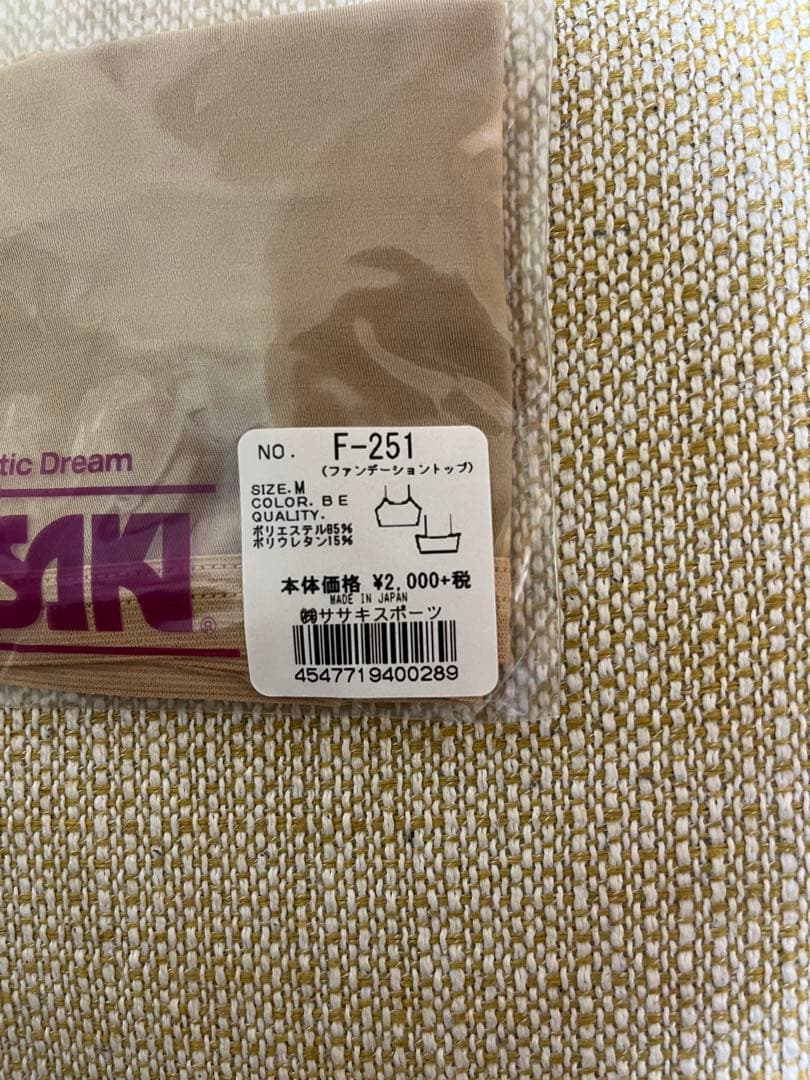 tic Dream
SAKI®
NO. F-251
(ファンデーショントップ)
SIZE.M
COLOR.BE
QUALITY.
ポリエステル85%
ポリウレタン15%
本体価格 ¥2,000+税
MADE IN JAPAN
㈱ササキスポーツ
4547719400289